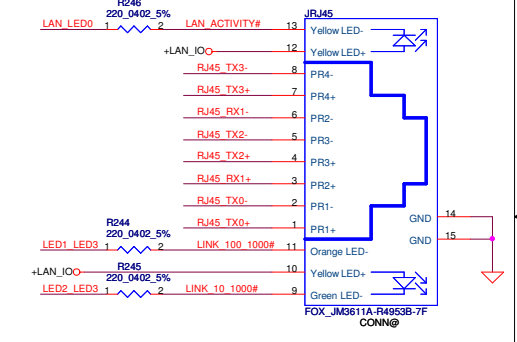 R246
220_0402_5%
JRJ45
LAN_LED0 1 2 LAN_ACTIVITY# 13 Yellow LED-
+LAN_IO 12 Yellow LED+
RJ45_TX3- 8 PR4-
RJ45_TX3+ 7 PR4+
RJ45_RX1- 6 PR2-
RJ45_TX2- 5 PR3-
RJ45_TX2+ 4 PR3+
RJ45_RX1+ 3 PR2+
RJ45_TX0- 2 PR1-
RJ45_TX0+ 1 PR1+
GND 14
GND 15
R244
220_0402_5%
LED1_LED3 1 2 LINK_100_1000# 11 Orange LED-
+LAN_IO 10 Yellow LED+
R245
220_0402_5%
LED2_LED3 1 2 LINK_10_1000# 9 Green LED-
FOX_JM3611A-R4953B-7F
CONN@